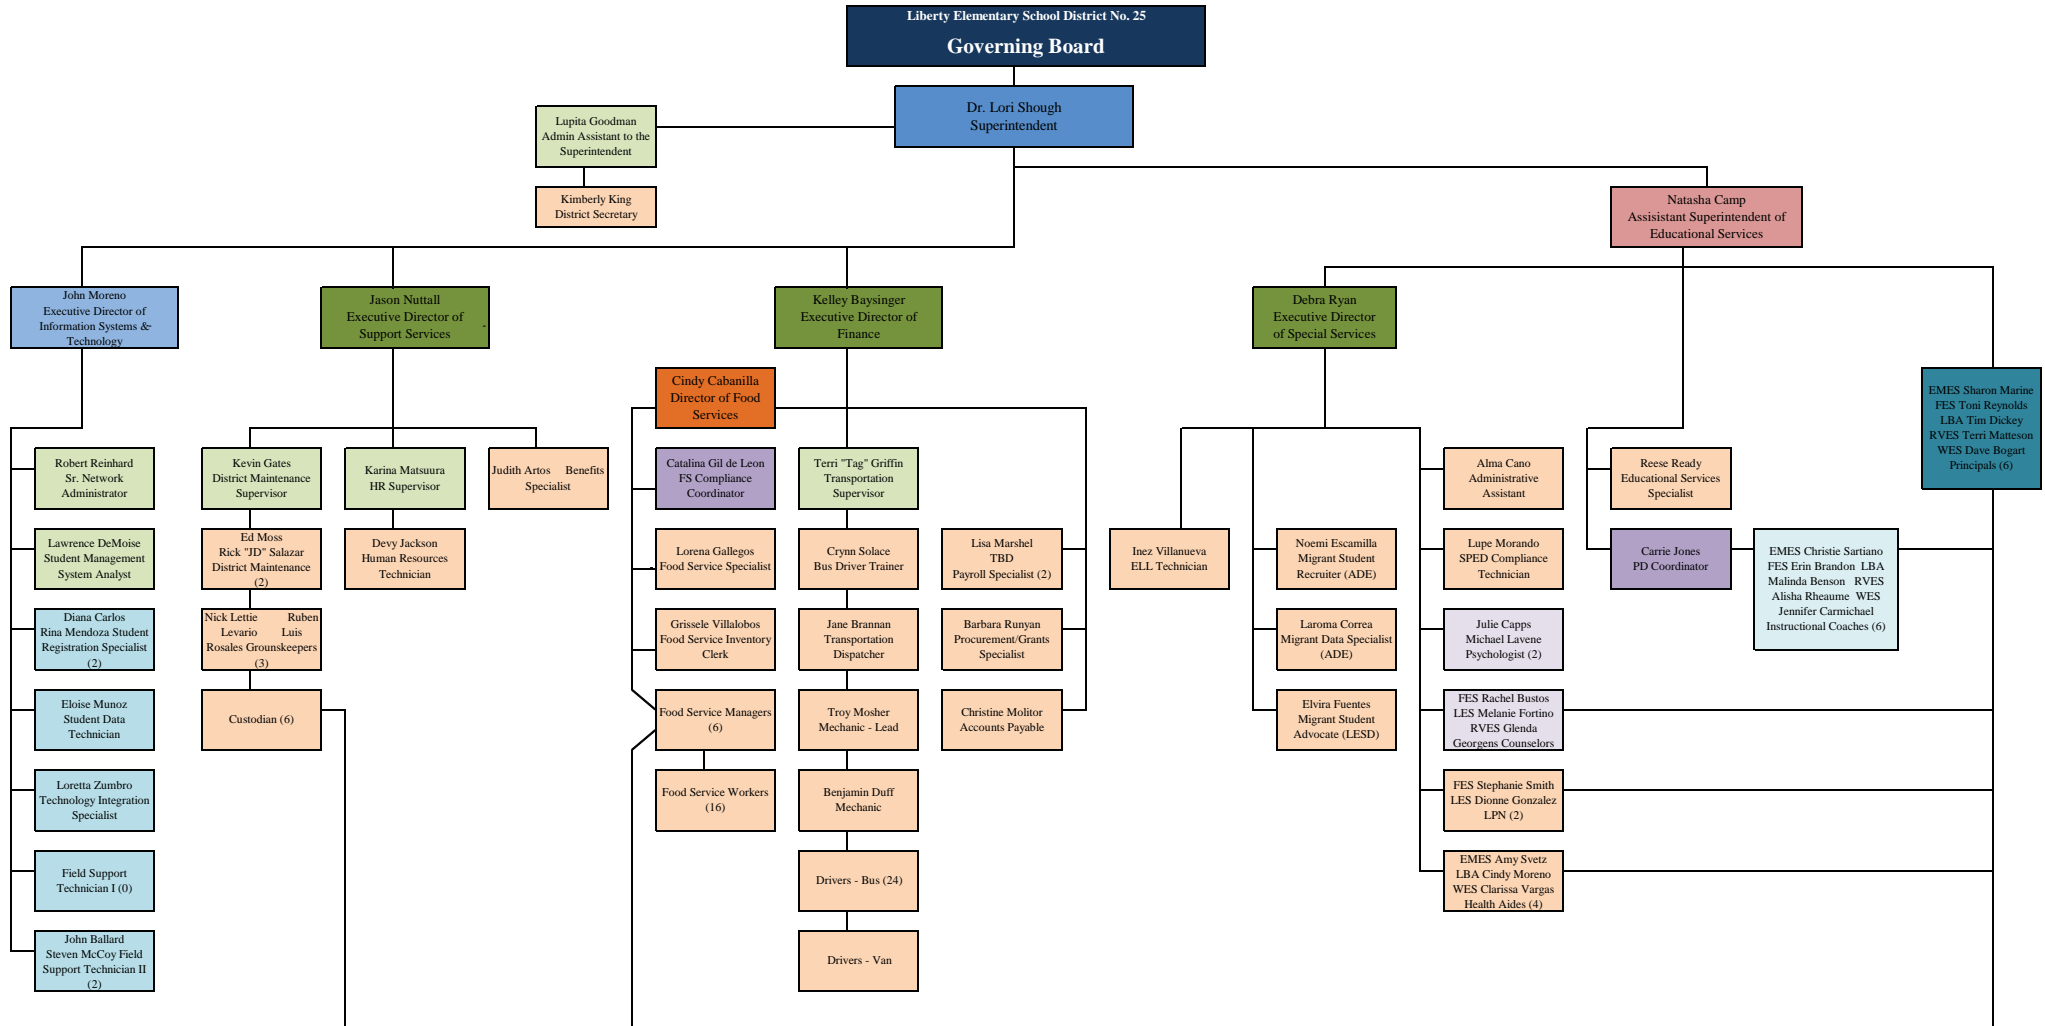 Liberty Elementary School District No. 25
Governing Board
Dr. Lori Shough
Superintendent
Lupita Goodman
Admin Assistant to the
Superintendent
Kimberly King
District Secretary
Natasha Camp
Assisistant Superintendent of
Educational Services
John Moreno
Executive Director of
Information Systems &
Technology
Jason Nuttall
Executive Director of
Support Services
Kelley Baysinger
Executive Director of
Finance
Debra Ryan
Executive Director
of Special Services
Cindy Cabanilla
Director of Food
Services
EMES Sharon Marine
FES Toni Reynolds
LBA Tim Dickey
RVES Terri Matteson
WES Dave Bogart
Principals (6)
Robert Reinhard
Sr. Network
Administrator
Kevin Gates
District Maintenance
Supervisor
Karina Matsuura
HR Supervisor
Judith Artos Benefits
Specialist
Catalina Gil de Leon
FS Compliance
Coordinator
Terri "Tag" Griffin
Transportation
Supervisor
Alma Cano
Administrative
Assistant
Reese Ready
Educational Services
Specialist
Lawrence DeMoise
Student Management
System Analyst
Ed Moss
Rick "JD" Salazar
District Maintenance
(2)
Devy Jackson
Human Resources
Technician
Lorena Gallegos
Food Service Specialist
Crynn Solace
Bus Driver Trainer
Lisa Marshel
TBD
Payroll Specialist (2)
Inez Villanueva
ELL Technician
Noemi Escamilla
Migrant Student
Recruiter (ADE)
Lupe Morando
SPED Compliance
Technician
Carrie Jones
PD Coordinator
EMES Christie Sartiano
FES Erin Brandon LBA
Malinda Benson RVES
Alisha Rheaume WES
Jennifer Carmichael
Instructional Coaches (6)
Diana Carlos
Rina Mendoza Student
Registration Specialist
(2)
Nick Lettie Ruben
Levario Luis
Rosales Grounskeepers
(3)
Grissele Villalobos
Food Service Inventory
Clerk
Jane Brannan
Transportation
Dispatcher
Barbara Runyan
Procurement/Grants
Specialist
Laroma Correa
Migrant Data Specialist
(ADE)
Julie Capps
Michael Lavene
Psychologist (2)
Eloise Munoz
Student Data
Technician
Custodian (6)
Food Service Managers
(6)
Troy Mosher
Mechanic - Lead
Christine Molitor
Accounts Payable
Elvira Fuentes
Migrant Student
Advocate (LESD)
FES Rachel Bustos
LES Melanie Fortino
RVES Glenda
Georgens Counselors
Loretta Zumbro
Technology Integration
Specialist
Food Service Workers
(16)
Benjamin Duff
Mechanic
FES Stephanie Smith
LES Dionne Gonzalez
LPN (2)
Field Support
Technician I (0)
Drivers - Bus (24)
EMES Amy Svetz
LBA Cindy Moreno
WES Clarissa Vargas
Health Aides (4)
John Ballard
Steven McCoy Field
Support Technician II
(2)
Drivers - Van